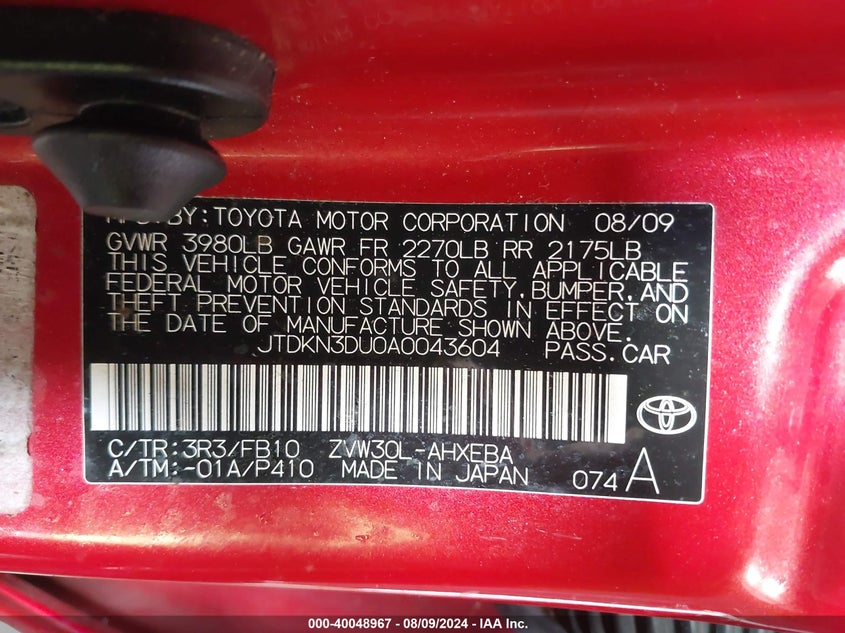 BY: TOYOTA MOTOR CORPORATION 08/09
GVWR 3980LB GAWR FR 2270LB RR 2175LB
THIS VEHICLE CONFORMS TO ALL APPLICABLE
FEDERAL MOTOR VEHICLE SAFETY, BUMPER, AND
THEFT PREVENTION STANDARDS IN EFFECT ON
THE DATE OF MANUFACTURE SHOWN ABOVE.
JTDKN3DU0A0043604 PASS.CAR
C/TR:3R3/FB10 ZVW30L-AHXEBA
A/TM:-01A/P410 MADE IN JAPAN 074 A
000-40048967 - 08/09/2024 - IAA Inc.